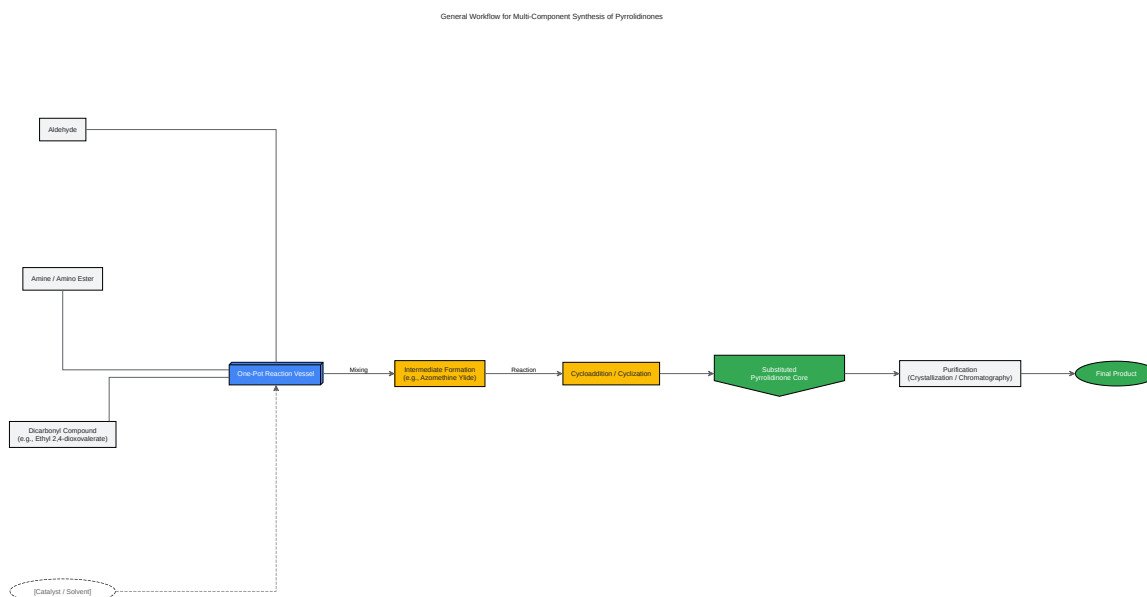 General Workflow for Multi-Component Synthesis of Pyrrolidinones
Aldehyde
Amine / Amino Ester
One-Pot Reaction Vessel
Mixing
Intermediate Formation
(e.g., Azomethine Ylide)
Reaction
Cycloaddition / Cyclization
Substituted
Pyrrolidinone Core
Purification
(Crystallization / Chromatography)
Final Product
Dicarbonyl Compound
(e.g., Ethyl 2,4-dioxovalerate)
[Catalyst / Solvent]